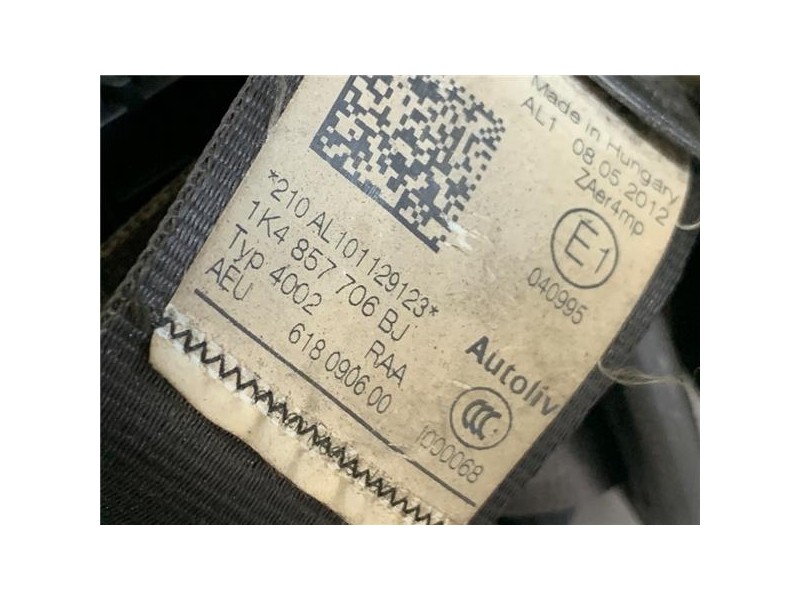 Made in Hungary
AL1 08.05.2012
ZAer4mp
E1
040995
*210 AL101129123*
1K4 857 706 BJ
Typ 4002 RAA
AEU 618 0906 00
Autoliv
CCC